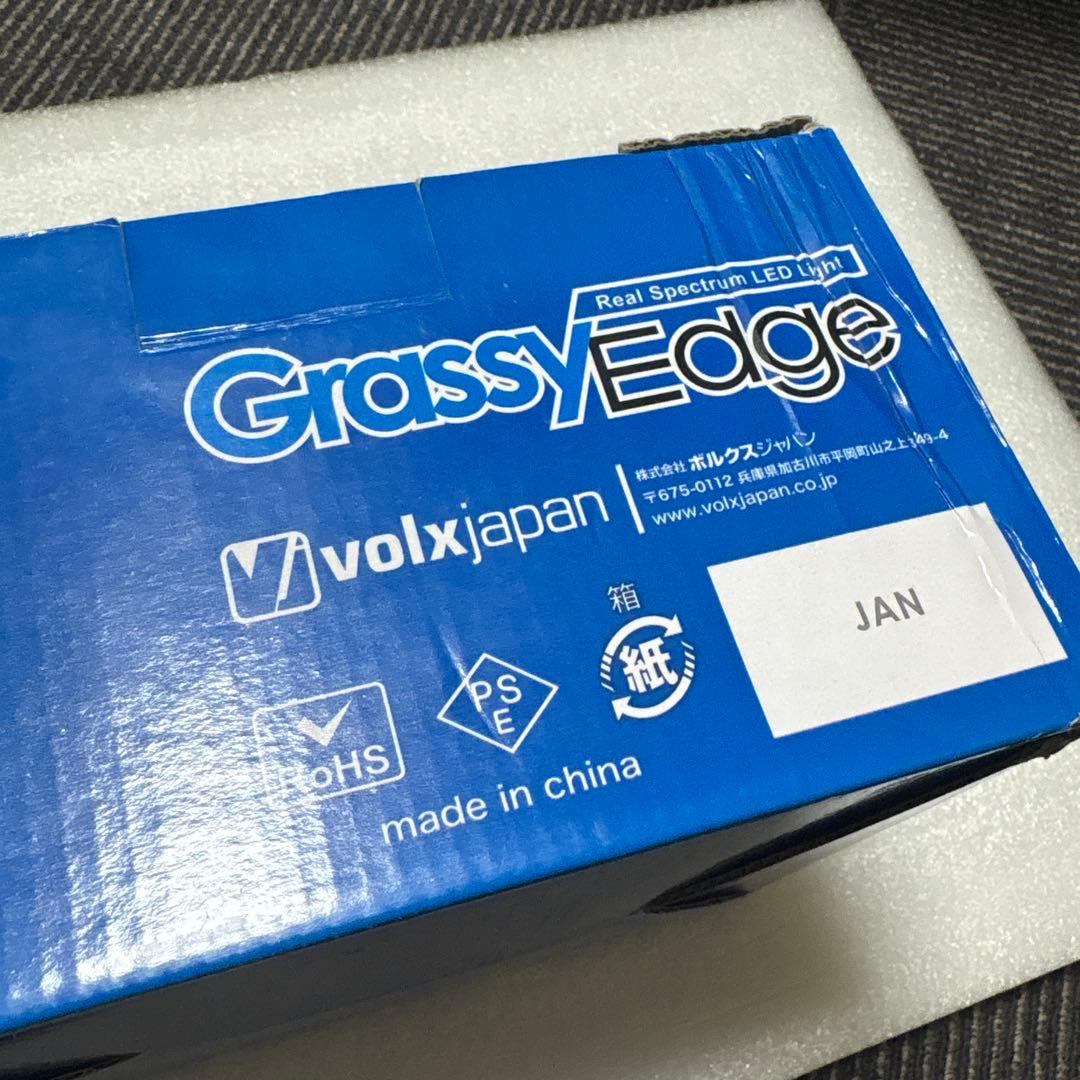 Real Spectrum LED Light
GrassyEdge
volxjapan
株式会社 ボルクスジャパン
〒675-0112 兵庫県加古川市平岡町山之上
www.volxjapan.co.jp
箱
紙
JAN
PS
E
RoHS
made in china